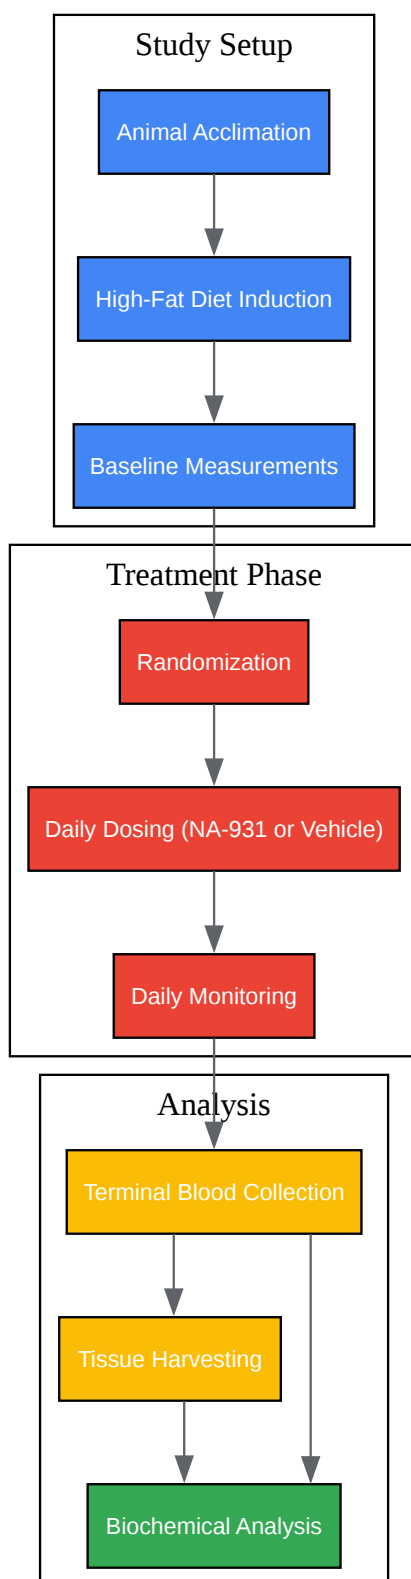 Study Setup
Animal Acclimation
High-Fat Diet Induction
Baseline Measurements
Treatment Phase
Randomization
Daily Dosing (NA-931 or Vehicle)
Daily Monitoring
Analysis
Terminal Blood Collection
Tissue Harvesting
Biochemical Analysis